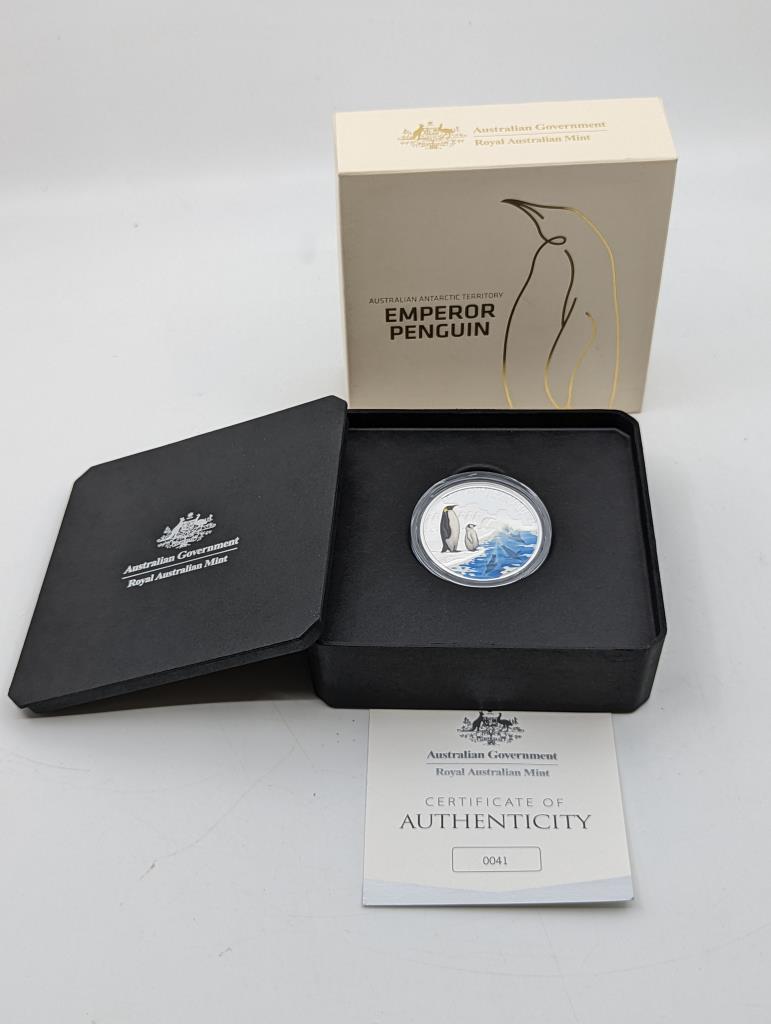 Australian Government
Royal Australian Mint
AUSTRALIAN ANTARCTIC TERRITORY
EMPEROR
PENGUIN
Australian Government
Royal Australian Mint
Australian Government
Royal Australian Mint
CERTIFICATE OF
AUTHENTICITY
0041